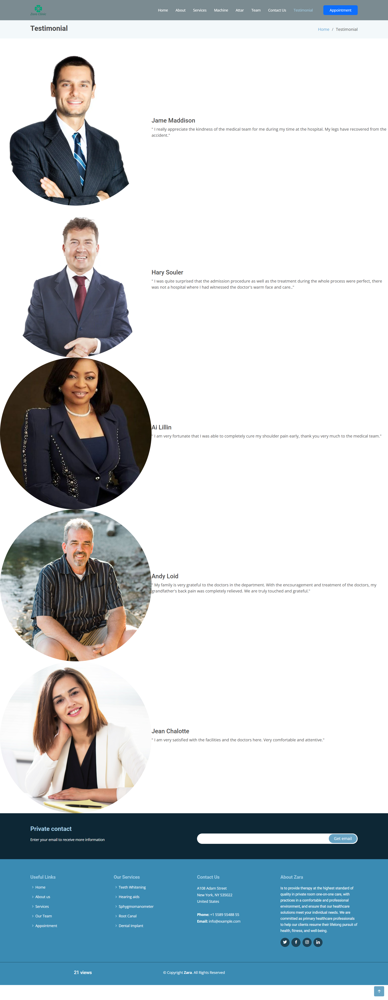 Zara Clinic
Home About Services Machine Attar Team Contact Us Testimonial Appointment
Testimonial
Home / Testimonial
Jame Maddison
" I really appreciate the kindness of the medical team for me during my time at the hospital. My legs have recovered from the
accident."
Hary Souler
" I was quite surprised that the admission procedure as well as the treatment during the whole process were perfect, there
was not a hospital where I had witnessed the doctor's warm face and care.."
Ai Lillin
" I am very fortunate that I was able to completely cure my shoulder pain early, thank you very much to the medical team."
Andy Loid
" My family is very grateful to the doctors in the department. With the encouragement and treatment of the doctors, my
grandfather's back pain was completely relieved. We are truly touched and grateful."
Jean Chalotte
" I am very satisfied with the facilities and the doctors here. Very comfortable and attentive."
Private contact
Enter your email to receive more information
Get email
Useful Links
Home
About us
Services
Our Team
Appointment
Our Services
Teeth Whitening
Hearing aids
Sphygmomanometer
Root Canal
Dental Implant
Contact Us
A108 Adam Street
New York, NY 535022
United States
Phone: +1 5589 55488 55
Email: info@example.com
About Zara
Is to provide therapy at the highest standard of
quality in private room one-on-one care, with
practices in a comfortable and professional
environment, and ensure that our healthcare
solutions meet your individual needs. We are
committed as primary healthcare professionals
to help our clients resume their lifelong pursuit of
health, fitness, and well-being.
21 views
© Copyright Zara. All Rights Reserved